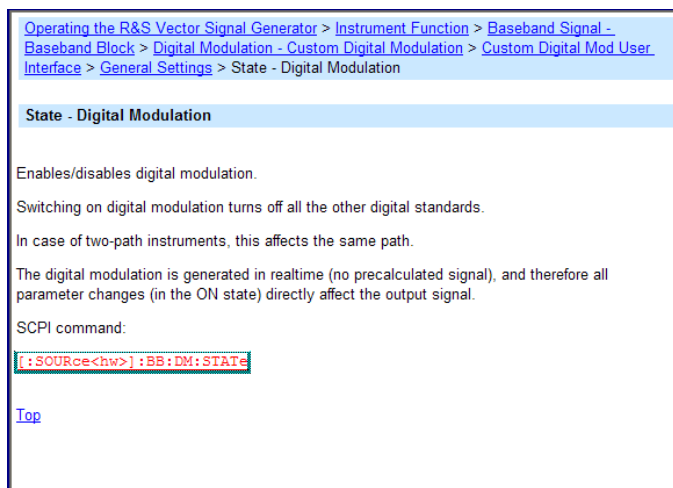 Operating the R&S Vector Signal Generator > Instrument Function > Baseband Signal -
Baseband Block > Digital Modulation - Custom Digital Modulation > Custom Digital Mod User
Interface > General Settings > State - Digital Modulation
State - Digital Modulation
Enables/disables digital modulation.
Switching on digital modulation turns off all the other digital standards.
In case of two-path instruments, this affects the same path.
The digital modulation is generated in realtime (no precalculated signal), and therefore all
parameter changes (in the ON state) directly affect the output signal.
SCPI command:
[:SOURce<hw>]:BB:DM:STATe
Top